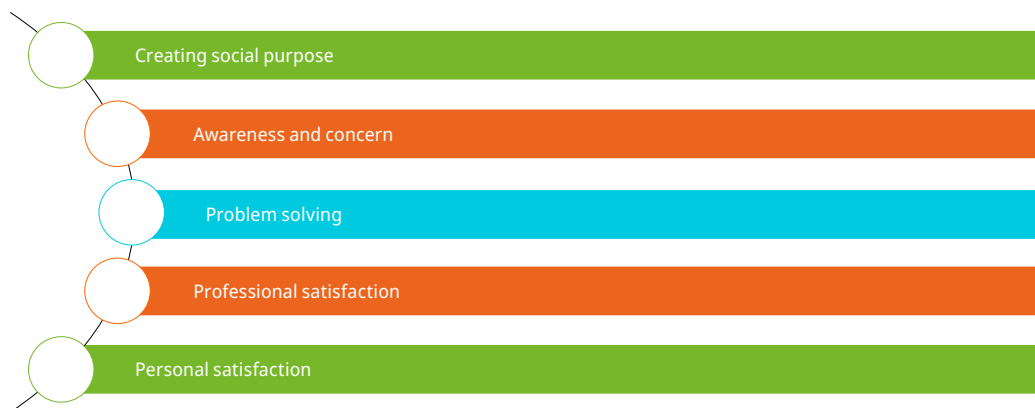 Creating social purpose
Awareness and concern
Problem solving
Professional satisfaction
Personal satisfaction